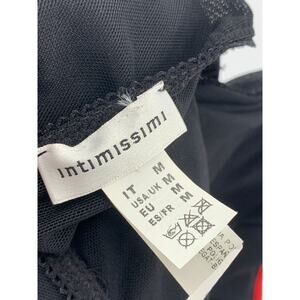 intimissimi
IT M
USA-UK M
EU M
ES/FR M